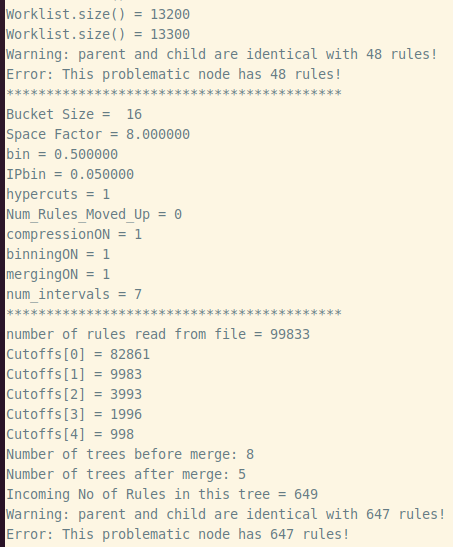 Worklist.size() = 13200
Worklist.size() = 13300
Warning: parent and child are identical with 48 rules!
Error: This problematic node has 48 rules!
******************************************
Bucket Size =  16
Space Factor = 8.000000
bin = 0.500000
IPbin = 0.050000
hypercuts = 1
Num_Rules_Moved_Up = 0
compressionON = 1
binningON = 1
mergingON = 1
num_intervals = 7
******************************************
number of rules read from file = 99833
Cutoffs[0] = 82861
Cutoffs[1] = 9983
Cutoffs[2] = 3993
Cutoffs[3] = 1996
Cutoffs[4] = 998
Number of trees before merge: 8
Number of trees after merge: 5
Incoming No of Rules in this tree = 649
Warning: parent and child are identical with 647 rules!
Error: This problematic node has 647 rules!